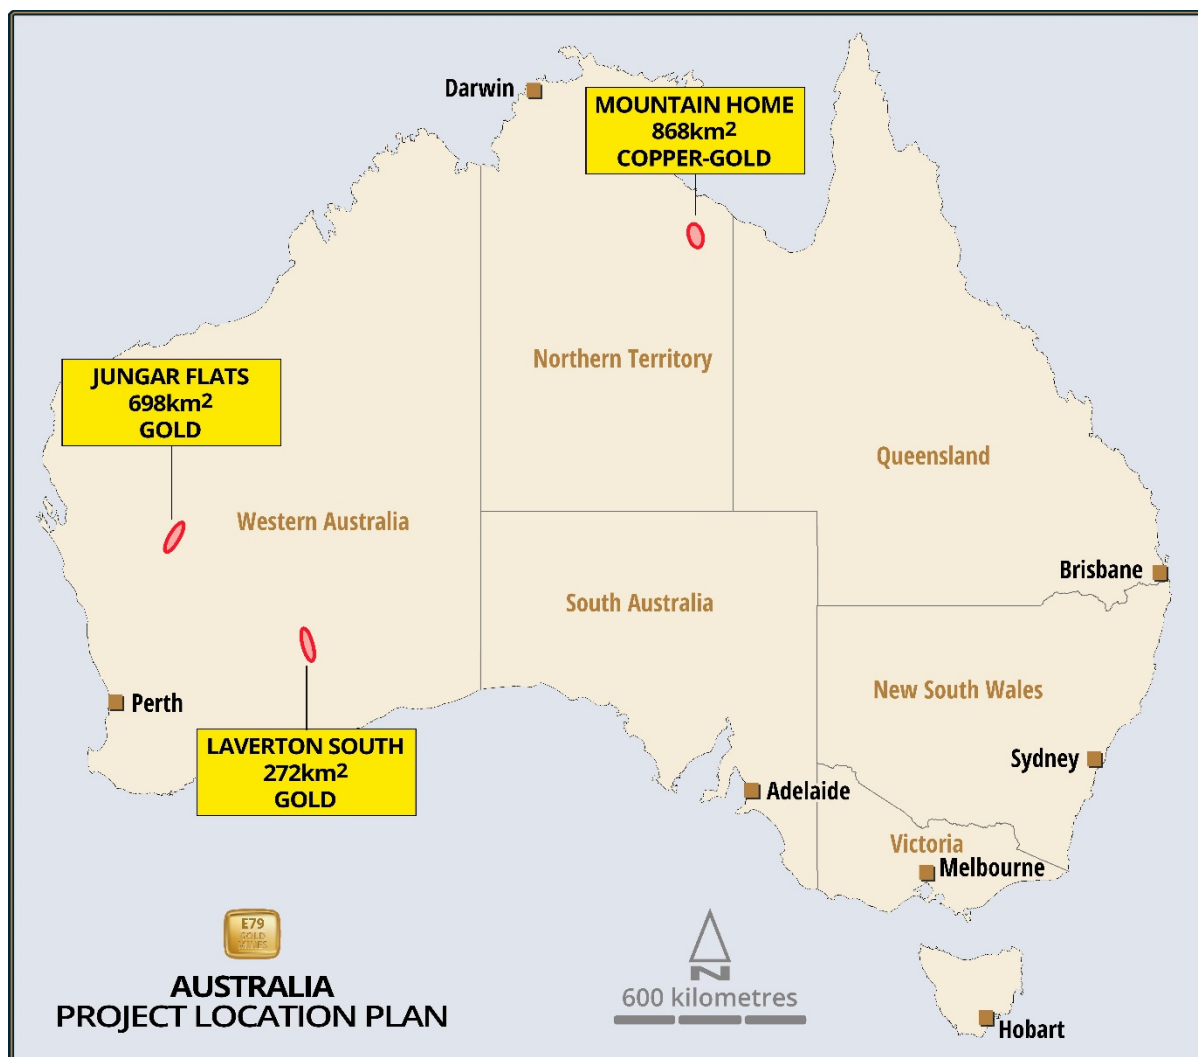 Darwin
MOUNTAIN HOME
868km2
COPPER-GOLD
JUNGAR FLATS
698km2
GOLD
Northern Territory
Queensland
Western Australia
Brisbane
South Australia
Perth
New South Wales
LAVERTON SOUTH
272km2
GOLD
Sydney
Adelaide
Victoria
Melbourne
E79
GOLD
MINES
AUSTRALIA
PROJECT LOCATION PLAN
N
600 kilometres
Hobart